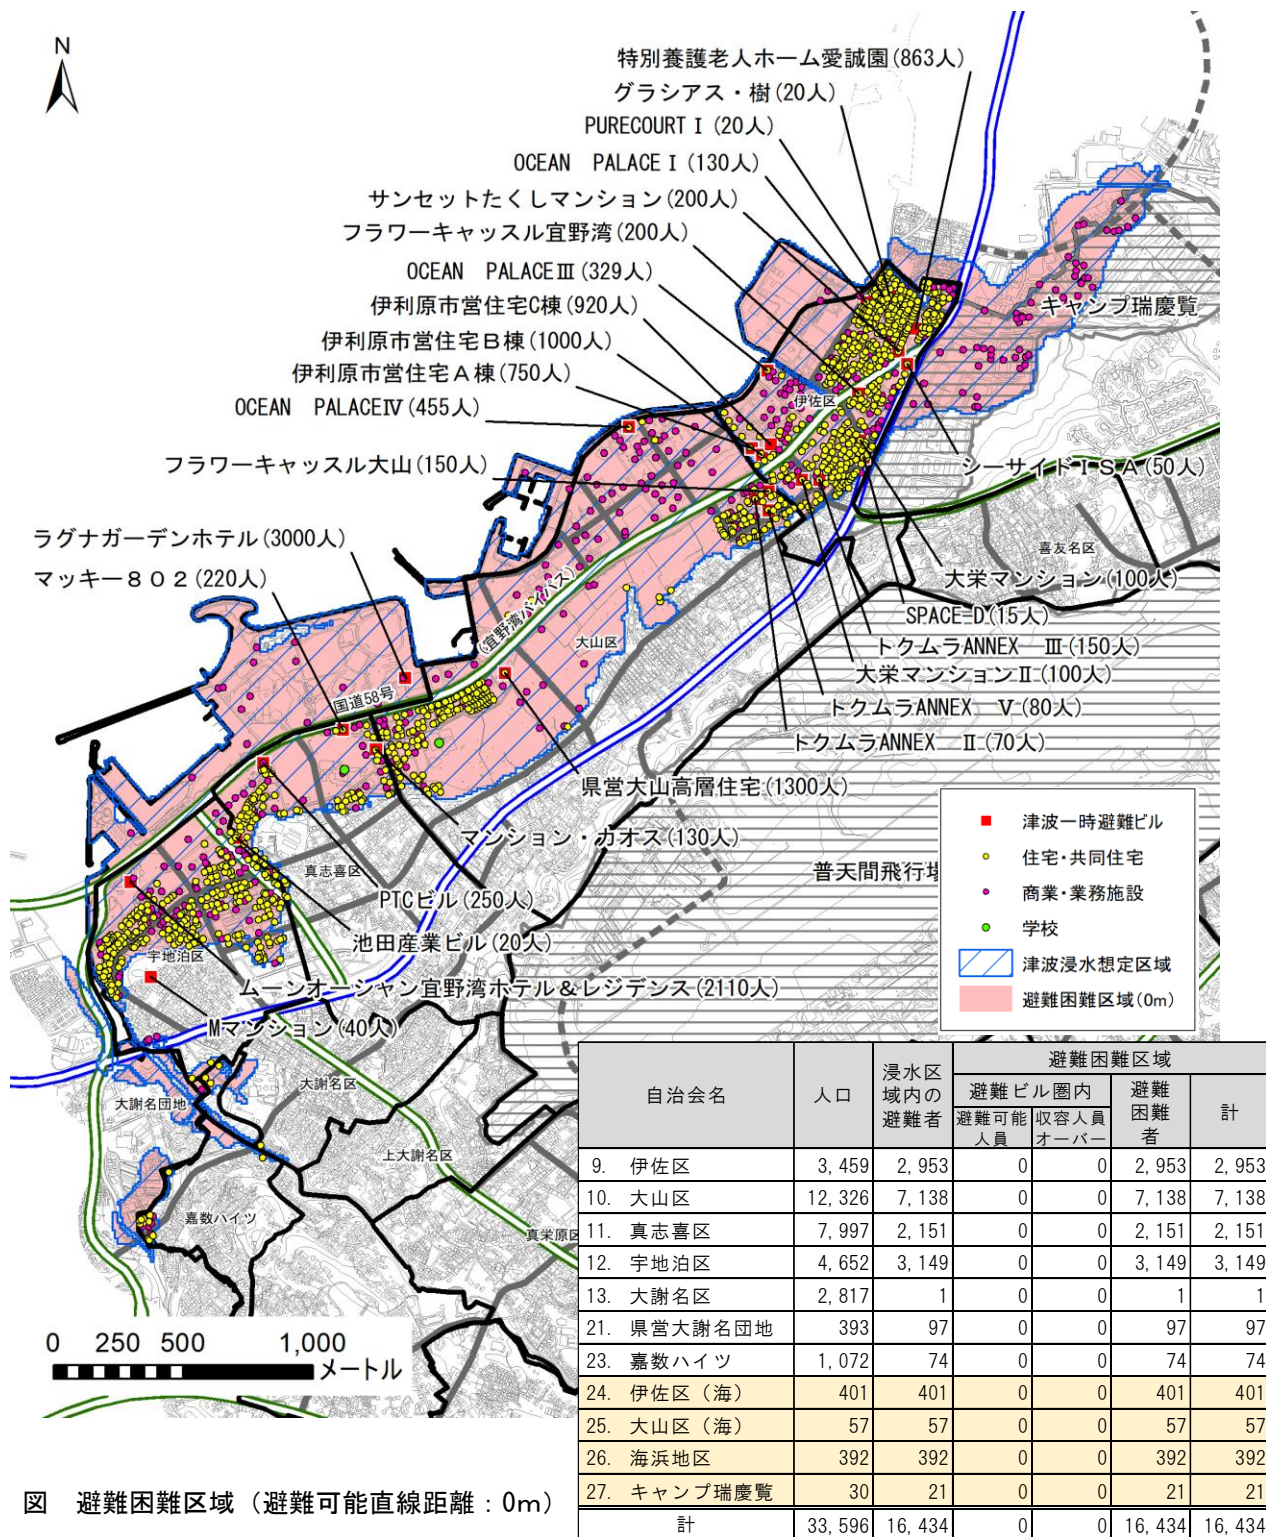 N
特別養護老人ホーム愛誠園(863人)
グラシアス・樹(20人)
PURECOURT I(20人)
OCEAN PALACE I(130人)
サンセットたくしマンション(200人)
フラワーキャッスル宜野湾(200人)
OCEAN PALACEⅢ(329人)
伊利原市営住宅C棟(920人)
伊利原市営住宅B棟(1000人)
伊利原市営住宅A棟(750人)
OCEAN PALACEⅣ(455人)
フラワーキャッスル大山(150人)
ラグナガーデンホテル(3000人)
マッキー802(220人)
キャンプ瑞慶覧
伊佐区
シーサイドISA(50人)
喜友名区
大栄マンション(100人)
SPACE-D(15人)
トクムラANNEX Ⅲ(150人)
大栄マンションⅡ(100人)
トクムラANNEX Ⅴ(80人)
トクムラANNEX Ⅱ(70人)
(宜野湾バイパス)
大山区
国道58号
県営大山高層住宅(1300人)
マンション・カオス(130人)
真志喜区
PTCビル(250人)
池田産業ビル(20人)
宇地泊区
ムーンオーシャン宜野湾ホテル&レジデンス(2110人)
Mマンション(40人)
普天間飛行場
大謝名区
大謝名団地
上大謝名区
嘉数ハイツ
真栄原区
津波一時避難ビル
住宅・共同住宅
商業・業務施設
学校
津波浸水想定区域
避難困難区域(0m)
0 250 500 1,000
メートル
自治会名 人口 浸水区域内の避難者 避難困難区域
避難ビル圏内 避難困難者 計
避難可能人員 収容人員オーバー
9. 伊佐区 3,459 2,953 0 0 2,953 2,953
10. 大山区 12,326 7,138 0 0 7,138 7,138
11. 真志喜区 7,997 2,151 0 0 2,151 2,151
12. 宇地泊区 4,652 3,149 0 0 3,149 3,149
13. 大謝名区 2,817 1 0 0 1 1
21. 県営大謝名団地 393 97 0 0 97 97
23. 嘉数ハイツ 1,072 74 0 0 74 74
24. 伊佐区（海） 401 401 0 0 401 401
25. 大山区（海） 57 57 0 0 57 57
26. 海浜地区 392 392 0 0 392 392
27. キャンプ瑞慶覧 30 21 0 0 21 21
計 33,596 16,434 0 0 16,434 16,434
図 避難困難区域（避難可能直線距離：0m）